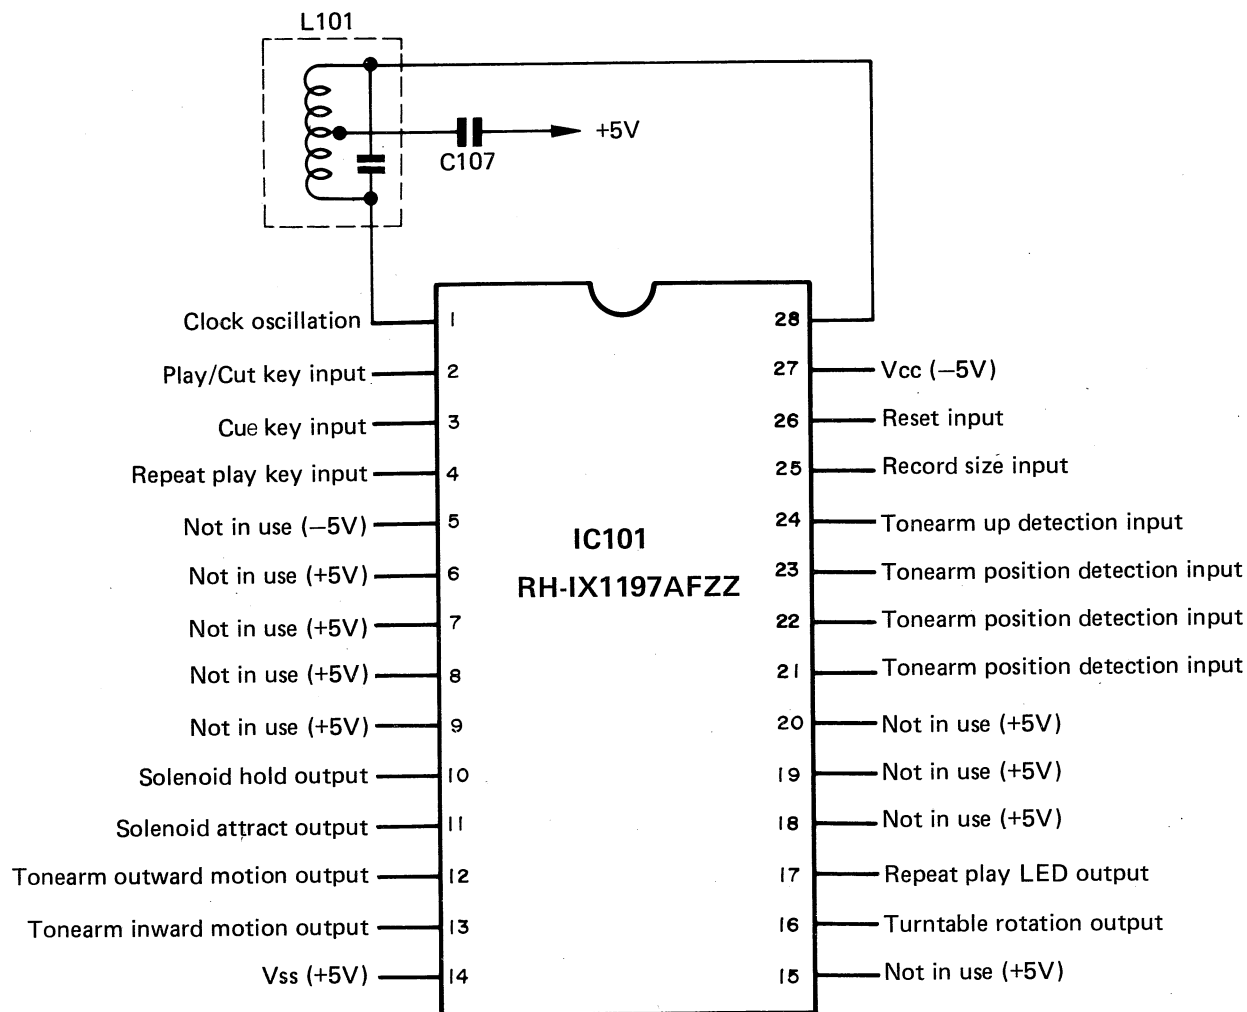 L101
+5V
C107
Clock oscillation 1
Play/Cut key input 2
Cue key input 3
Repeat play key input 4
Not in use (−5V) 5
Not in use (+5V) 6
Not in use (+5V) 7
Not in use (+5V) 8
Not in use (+5V) 9
Solenoid hold output 10
Solenoid attract output 11
Tonearm outward motion output 12
Tonearm inward motion output 13
Vss (+5V) 14
IC101
RH-IX1197AFZZ
28
27 Vcc (−5V)
26 Reset input
25 Record size input
24 Tonearm up detection input
23 Tonearm position detection input
22 Tonearm position detection input
21 Tonearm position detection input
20 Not in use (+5V)
19 Not in use (+5V)
18 Not in use (+5V)
17 Repeat play LED output
16 Turntable rotation output
15 Not in use (+5V)